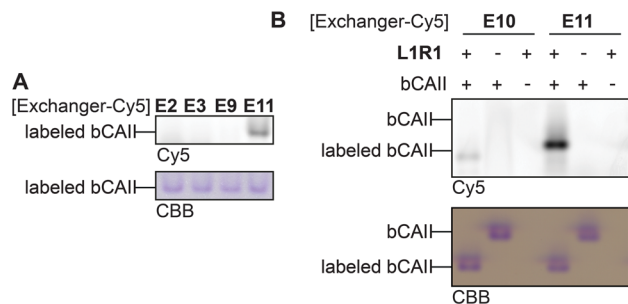 A
[Exchanger-Cy5] E2 E3 E9 E11
labeled bCAII
Cy5
labeled bCAII
CBB
B
[Exchanger-Cy5] E10 E11
L1R1 + - + + - +
bCAII + + - + + -
bCAII
labeled bCAII
Cy5
bCAII
labeled bCAII
CBB